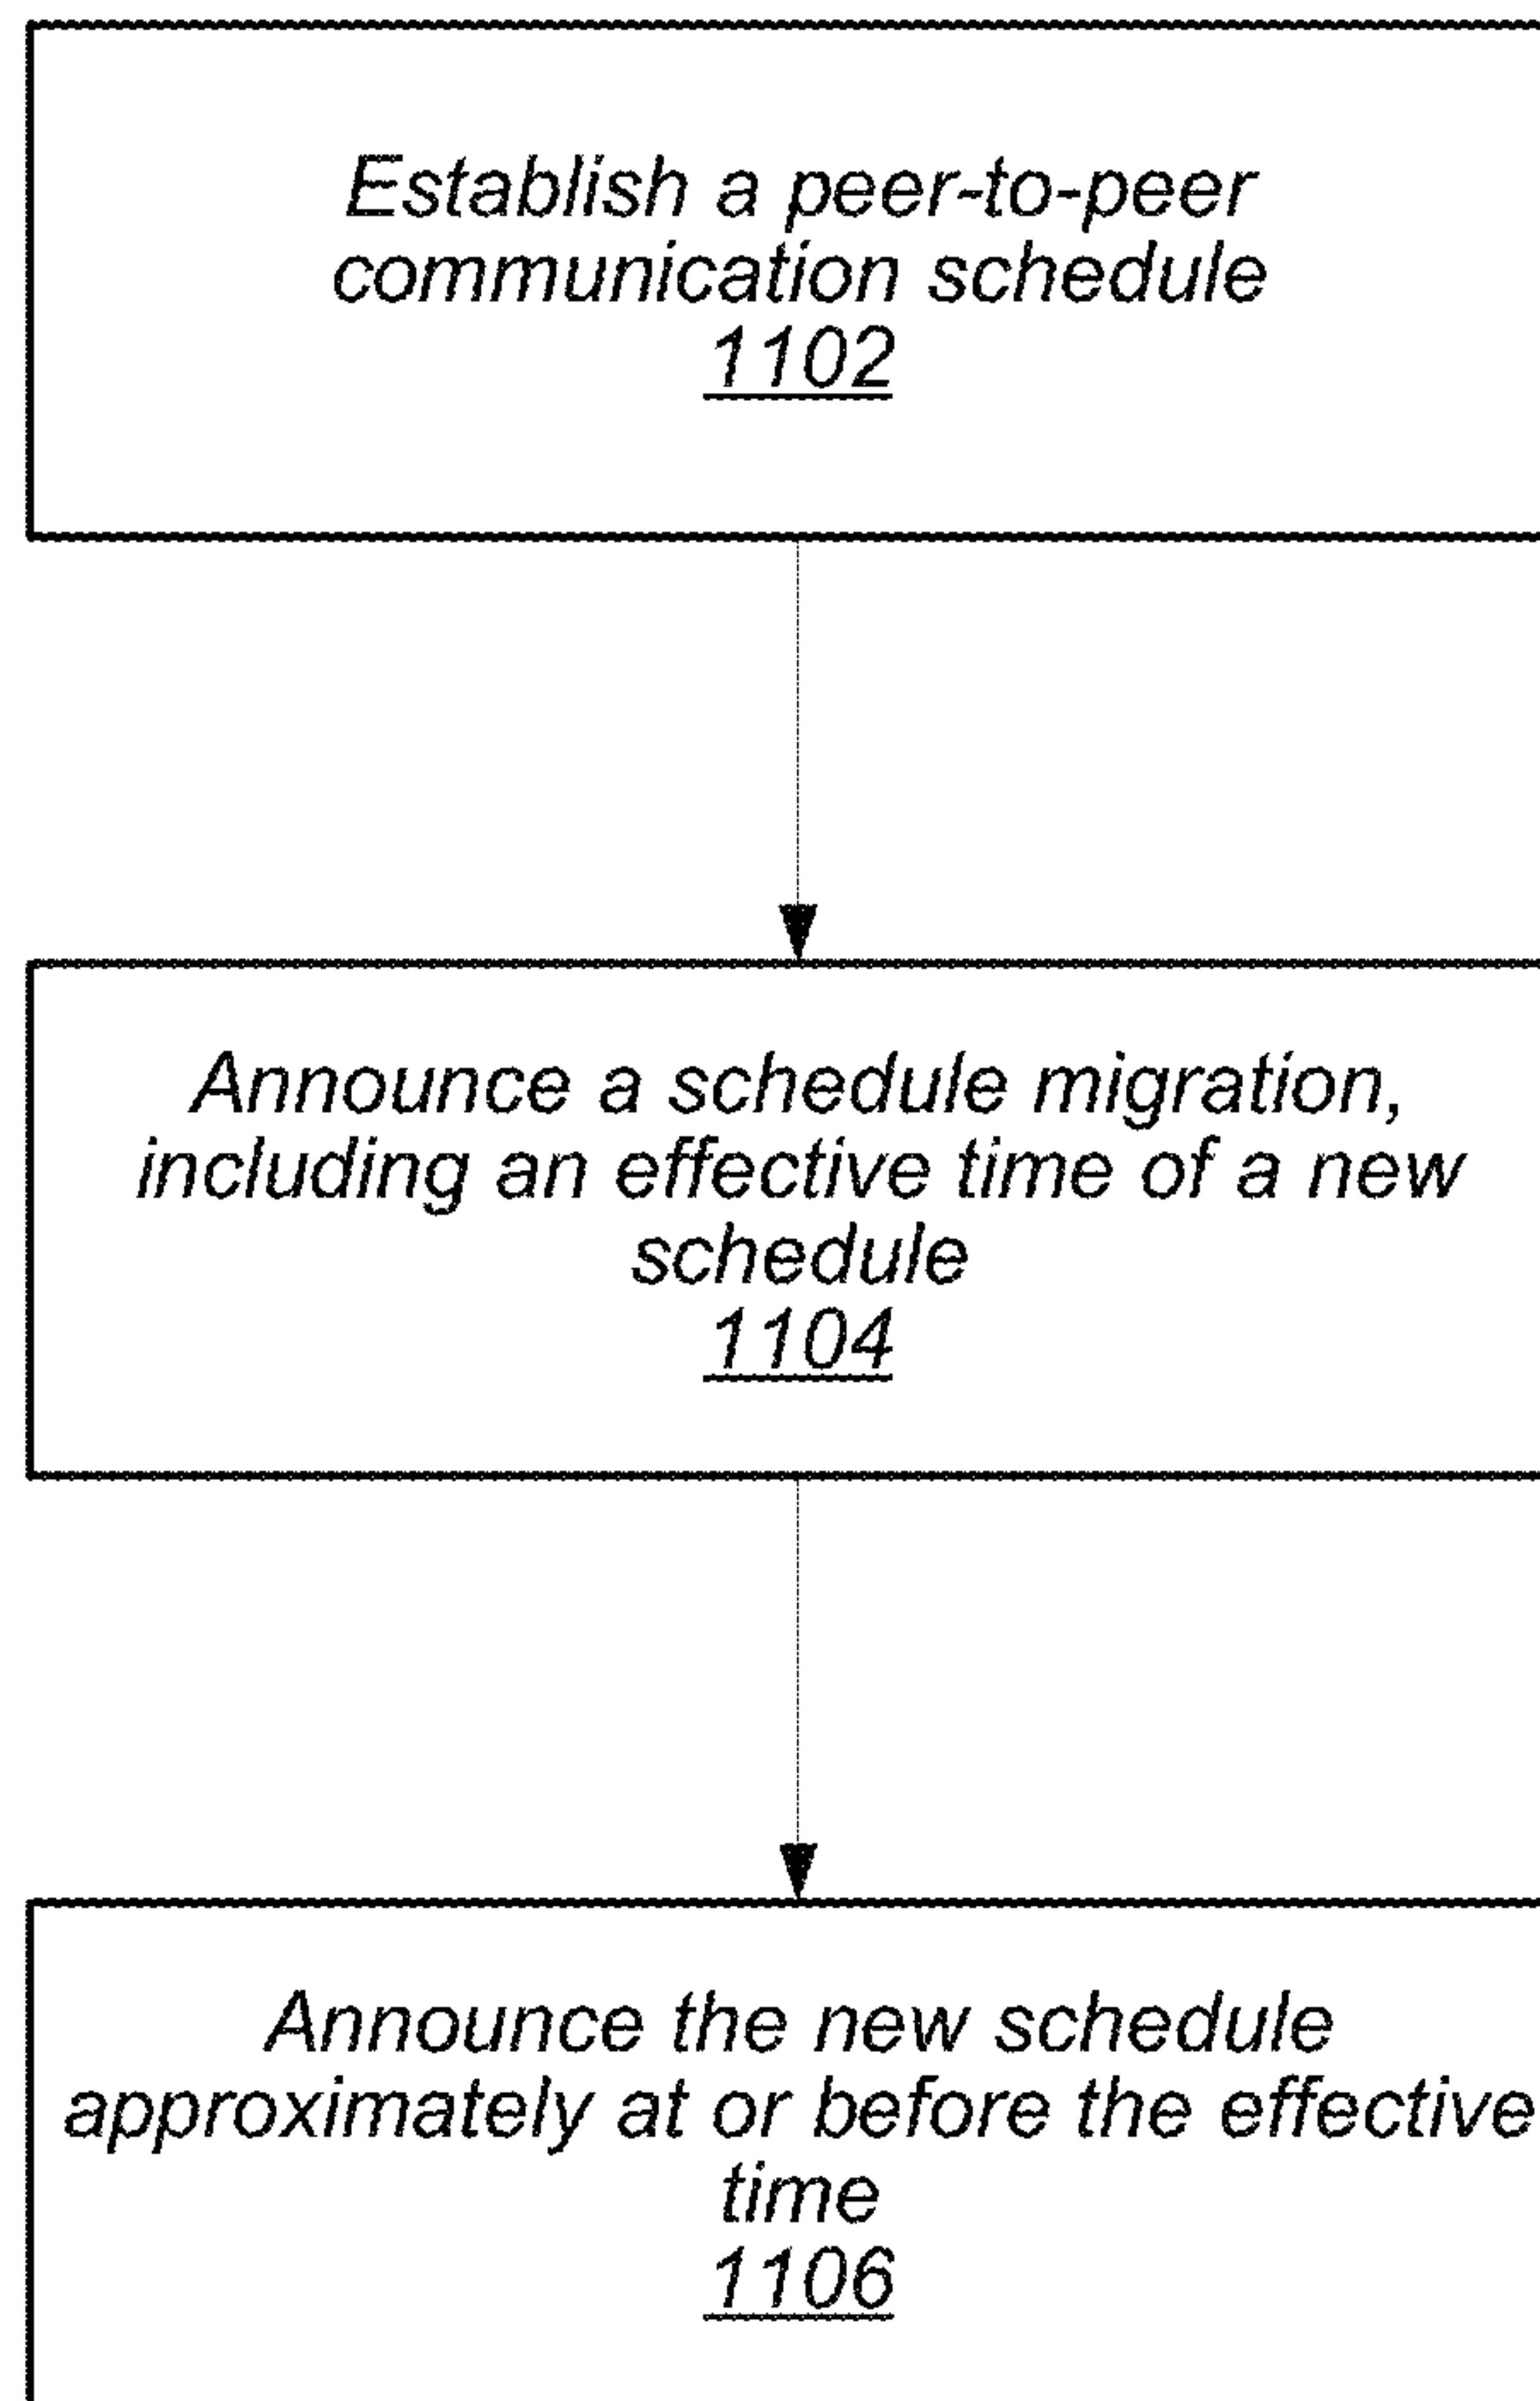 Establish a peer-to-peer
communication schedule
1102
Announce a schedule migration,
including an effective time of a new
schedule
1104
Announce the new schedule
approximately at or before the effective
time
1106